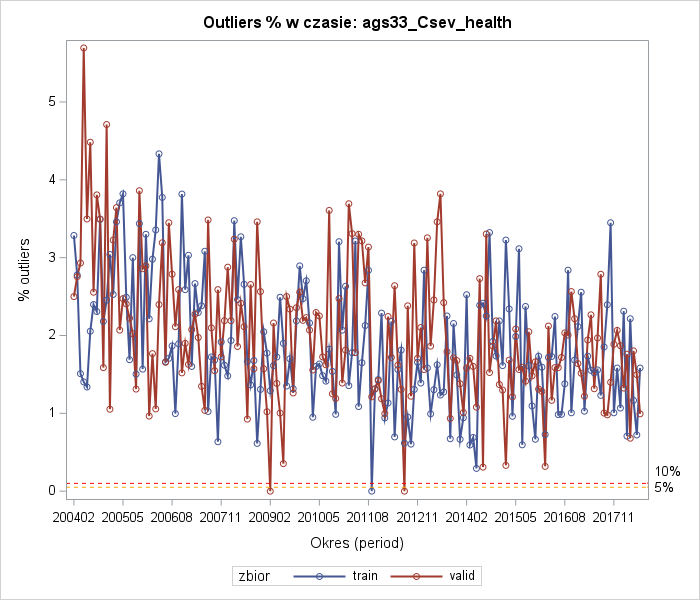 Outliers % w czasie: ags33_Csev_health
% outliers
5
4
3
2
1
0
10%
5%
200402 200505 200608 200711 200902 201005 201108 201211 201402 201505 201608 201711
Okres (period)
zbior train valid